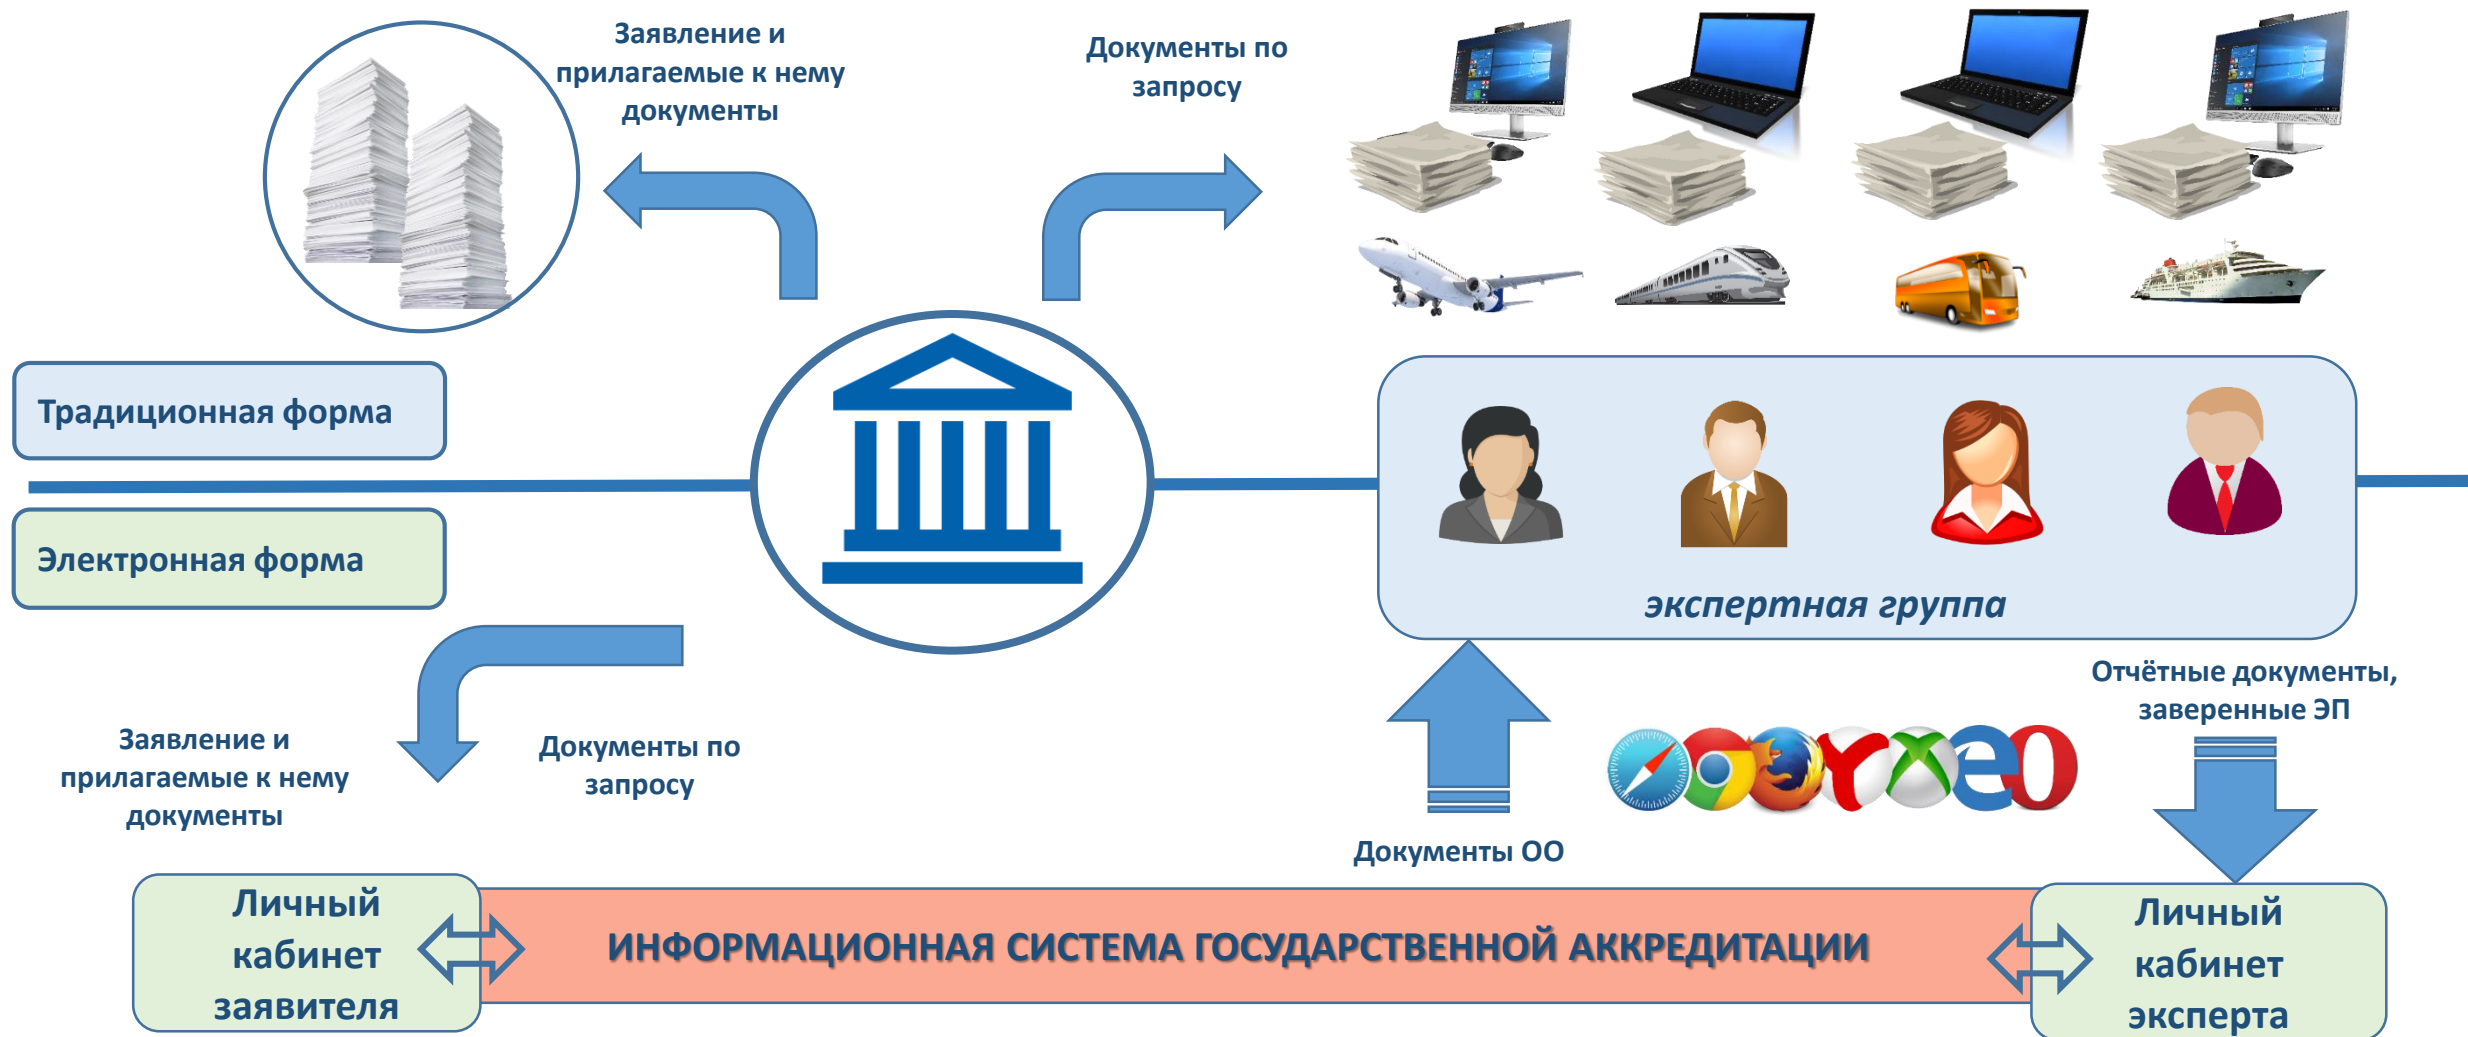 Заявление и
прилагаемые к нему
документы
Документы по
запросу
Традиционная форма
Электронная форма
экспертная группа
Заявление и
прилагаемые к нему
документы
Документы по
запросу
Документы ОО
Отчётные документы,
заверенные ЭП
Личный
кабинет
заявителя
ИНФОРМАЦИОННАЯ СИСТЕМА ГОСУДАРСТВЕННОЙ АККРЕДИТАЦИИ
Личный
кабинет
эксперта